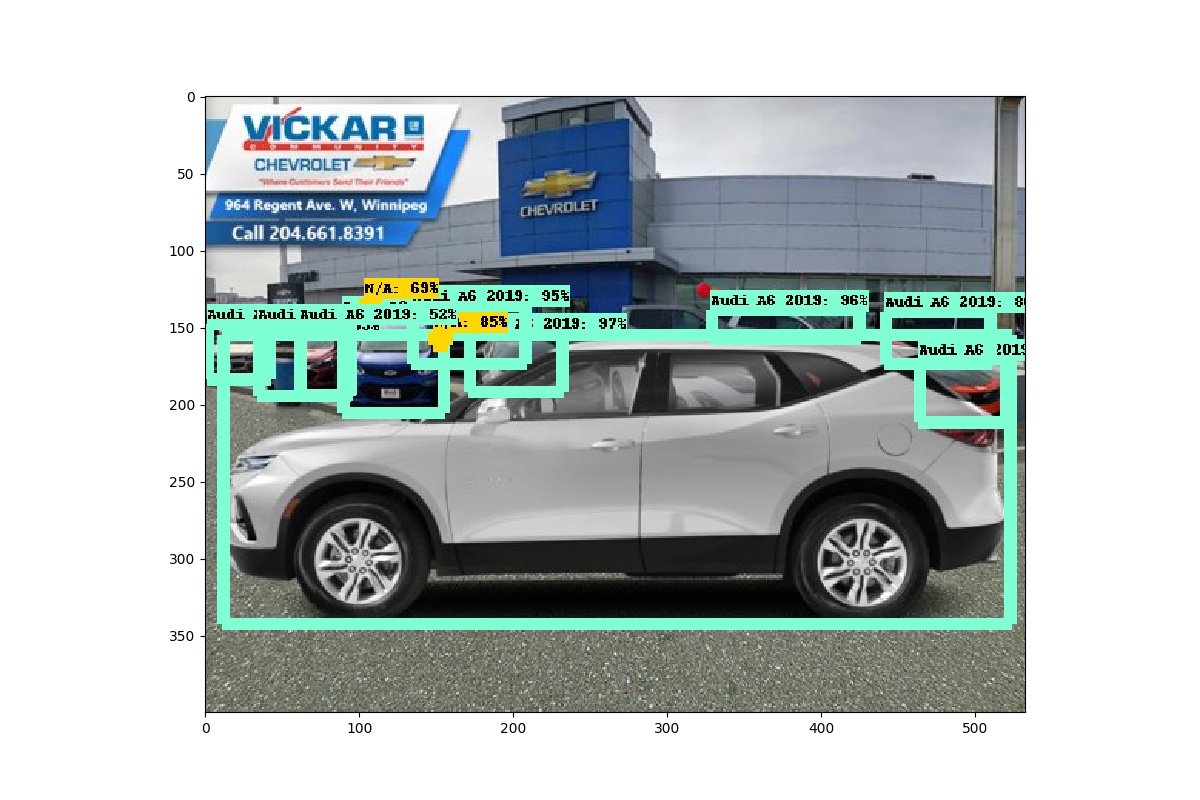 0
50
100
150
200
250
300
350
VICKAR
COMMUNITY
CHEVROLET
"Where Customers Send Their Friends"
964 Regent Ave. W, Winnipeg
Call 204.661.8391
CHEVROLET
N/A: 69%
A6 2019: 95%
Audi A6 2019: 96%
Audi A6 2019: 8
Audi
Audi
Audi A6 2019: 52%
A: 85%
2019: 97%
Audi A6 2019
0
100
200
300
400
500